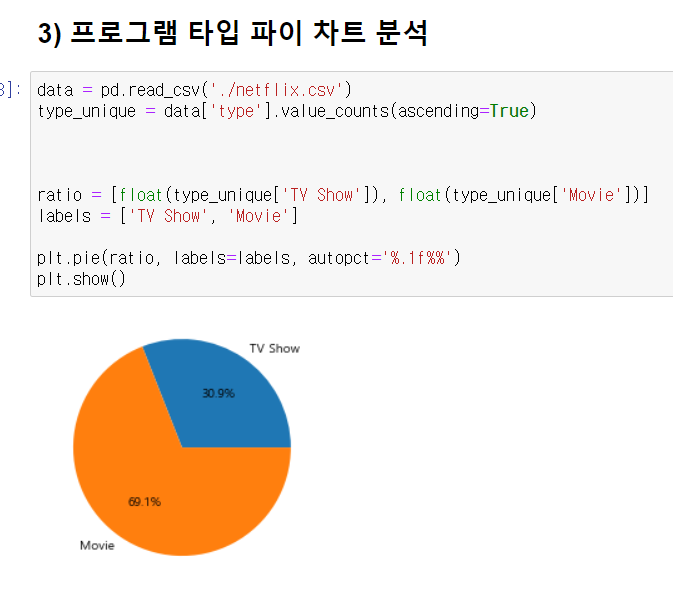 3) 프로그램 타입 파이 차트 분석
]:
data = pd.read_csv('./netflix.csv')
type_unique = data['type'].value_counts(ascending=True)
ratio = [float(type_unique['TV Show']), float(type_unique['Movie'])]
labels = ['TV Show', 'Movie']
plt.pie(ratio, labels=labels, autopct='%.1f%%')
plt.show()
TV Show
30.9%
69.1%
Movie